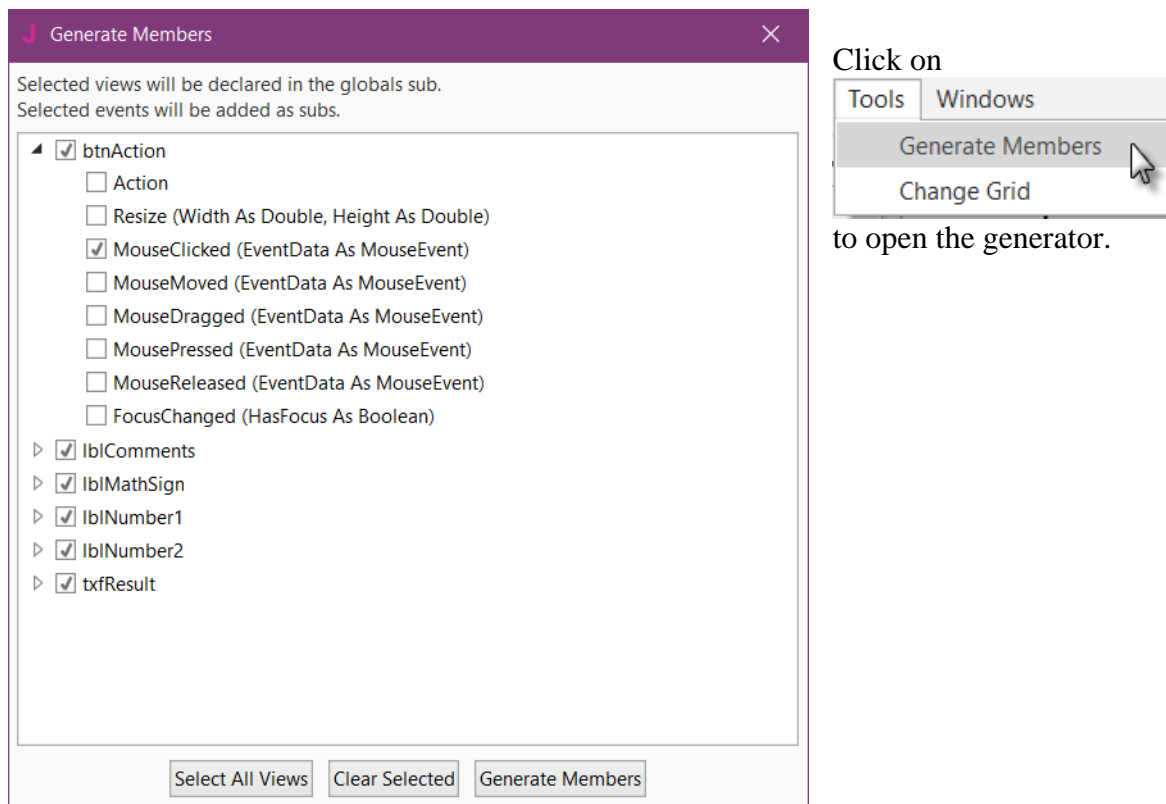 J Generate Members
Selected views will be declared in the globals sub.
Selected events will be added as subs.
btnAction
Action
Resize (Width As Double, Height As Double)
MouseClicked (EventData As MouseEvent)
MouseMoved (EventData As MouseEvent)
MouseDragged (EventData As MouseEvent)
MousePressed (EventData As MouseEvent)
MouseReleased (EventData As MouseEvent)
FocusChanged (HasFocus As Boolean)
lblComments
lblMathSign
lblNumber1
lblNumber2
txfResult
Select All Views Clear Selected Generate Members
Click on
Tools Windows
Generate Members
Change Grid
to open the generator.